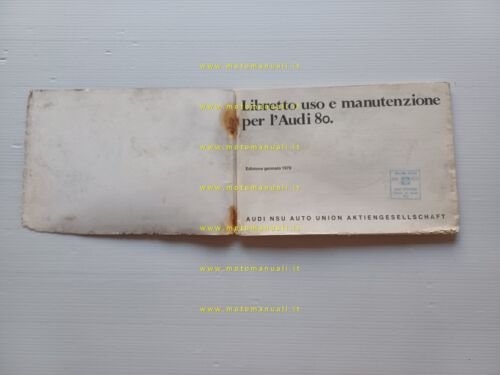 www.motomanuali.it
www.motomanuali.it
www.motomanuali.it
Libretto uso e manutenzione
per l'Audi 80.
www.motomanuali.it
Edizione gennaio 1979
www.motomanuali.it
AUDI NSU AUTO UNION AKTIENGESELLSCHAFT
www.motomanuali.it
www.motomanuali.it